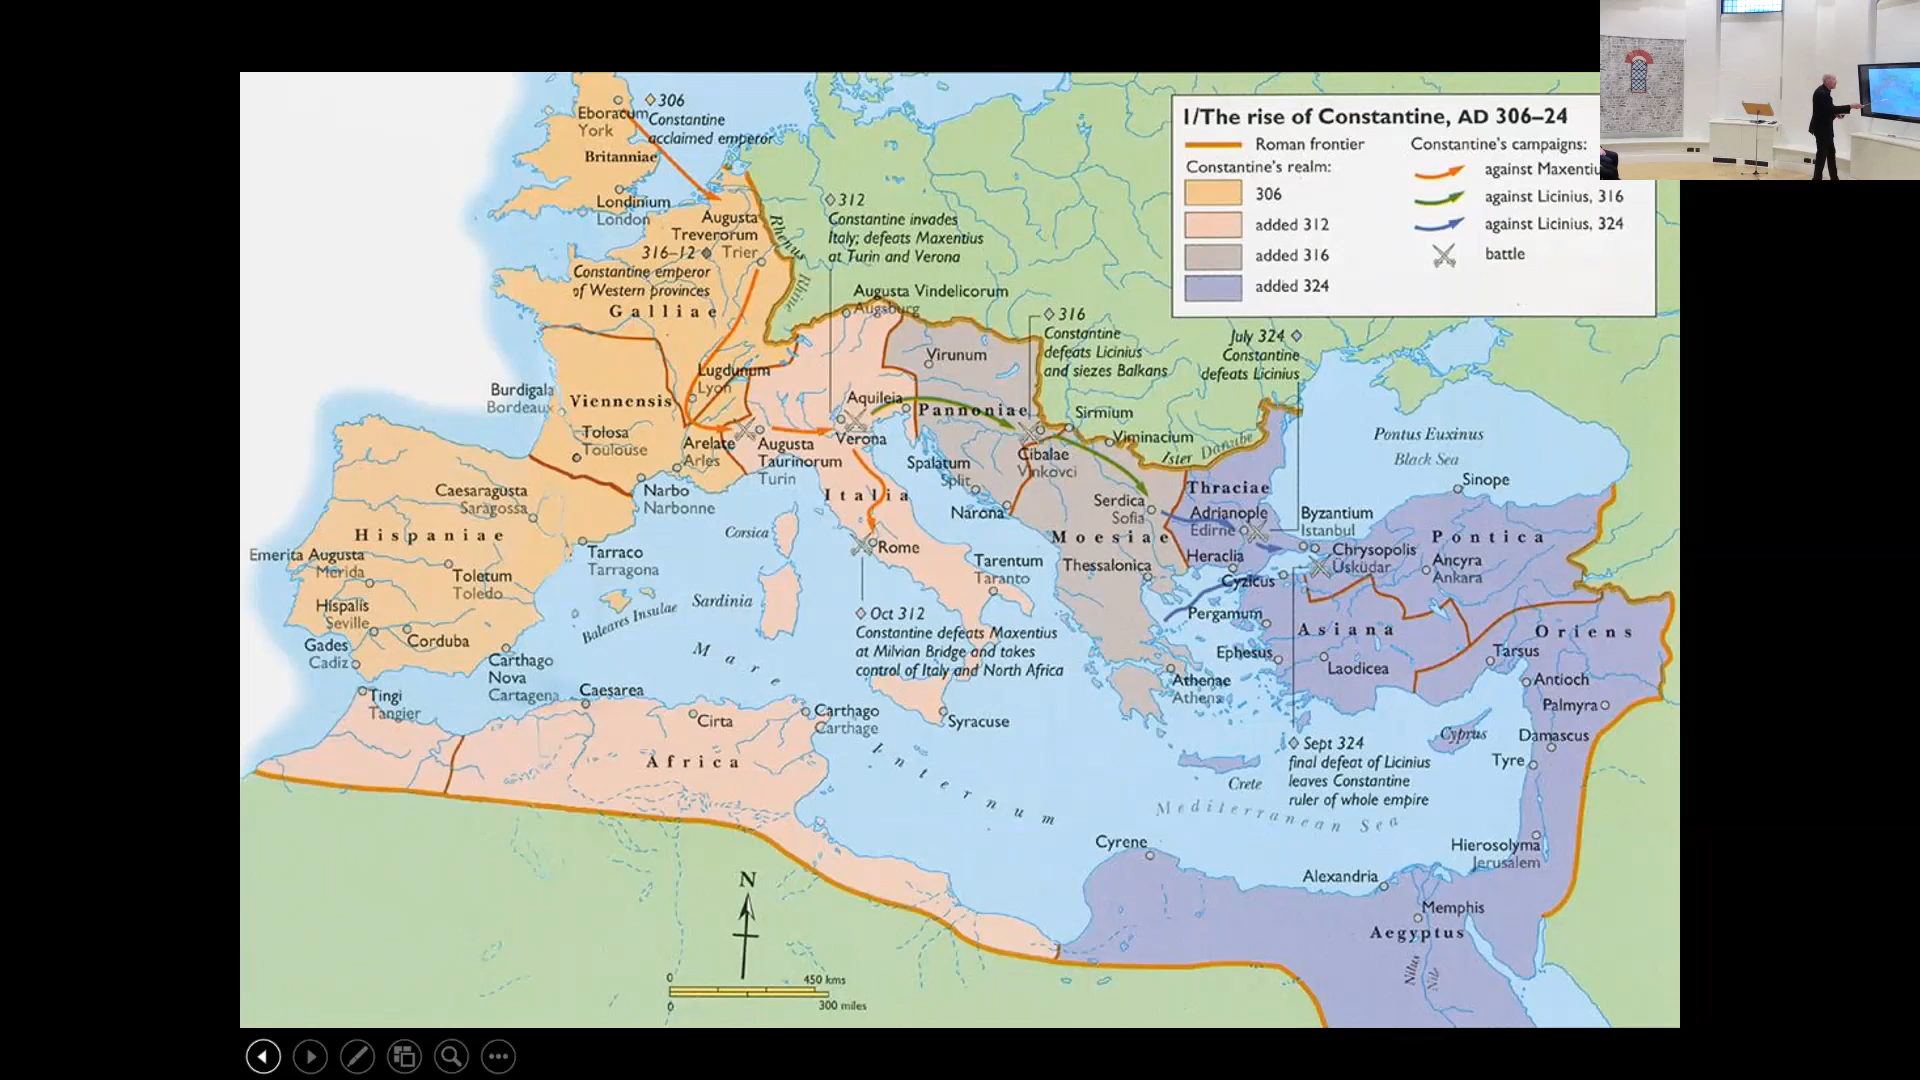 1/The rise of Constantine, AD 306–24
Roman frontier
Constantine's realm:
306
added 312
added 316
added 324
Constantine's campaigns:
against Maxentiu
against Licinius, 316
against Licinius, 324
battle
306
Constantine
acclaimed emperor
Eboracum
York
Britanniae
Londinium
London
Augusta
Treverorum
Trier
316–12
Constantine emperor
of Western provinces
Galliae
Rhenus
Rhine
312
Constantine invades
Italy; defeats Maxentius
at Turin and Verona
Augusta Vindelicorum
Augsburg
316
Constantine
defeats Licinius
and siezes Balkans
July 324
Constantine
defeats Licinius
Virunum
Lugdunum
Lyon
Burdigala
Bordeaux
Viennensis
Tolosa
Toulouse
Arelate
Arles
Augusta
Taurinorum
Turin
Aquileia
Verona
Pannoniae
Sirmium
Viminacium
Ister Danube
Cibalae
Vinkovci
Spalatum
Split
Narona
Italia
Serdica
Sofia
Thraciae
Adrianople
Edirne
Byzantium
Istanbul
Pontus Euxinus
Black Sea
Sinope
Caesaragusta
Saragossa
Narbo
Narbonne
Hispaniae
Emerita Augusta
Merida
Toletum
Toledo
Tarraco
Tarragona
Corsica
Sardinia
Baleares Insulae
Rome
Tarentum
Taranto
Moesiae
Thessalonica
Heraclia
Cyzicus
Chrysopolis
Uskudar
Pontica
Ancyra
Ankara
Hispalis
Seville
Corduba
Gades
Cadiz
Carthago
Nova
Cartagena
Oct 312
Constantine defeats Maxentius
at Milvian Bridge and takes
control of Italy and North Africa
Pergamum
Asiana
Oriens
Ephesus
Laodicea
Tarsus
Antioch
Palmyra
Athenae
Athens
Tingi
Tangier
Caesarea
Cirta
Carthago
Carthage
Syracuse
Africa
Mare
Internum
Mediterranean Sea
Crete
Cyprus
Damascus
Tyre
Sept 324
final defeat of Licinius
leaves Constantine
ruler of whole empire
Cyrene
Hierosolyma
Jerusalem
Alexandria
Memphis
Aegyptus
Nilus
Nile
N
0
450 kms
0
300 miles